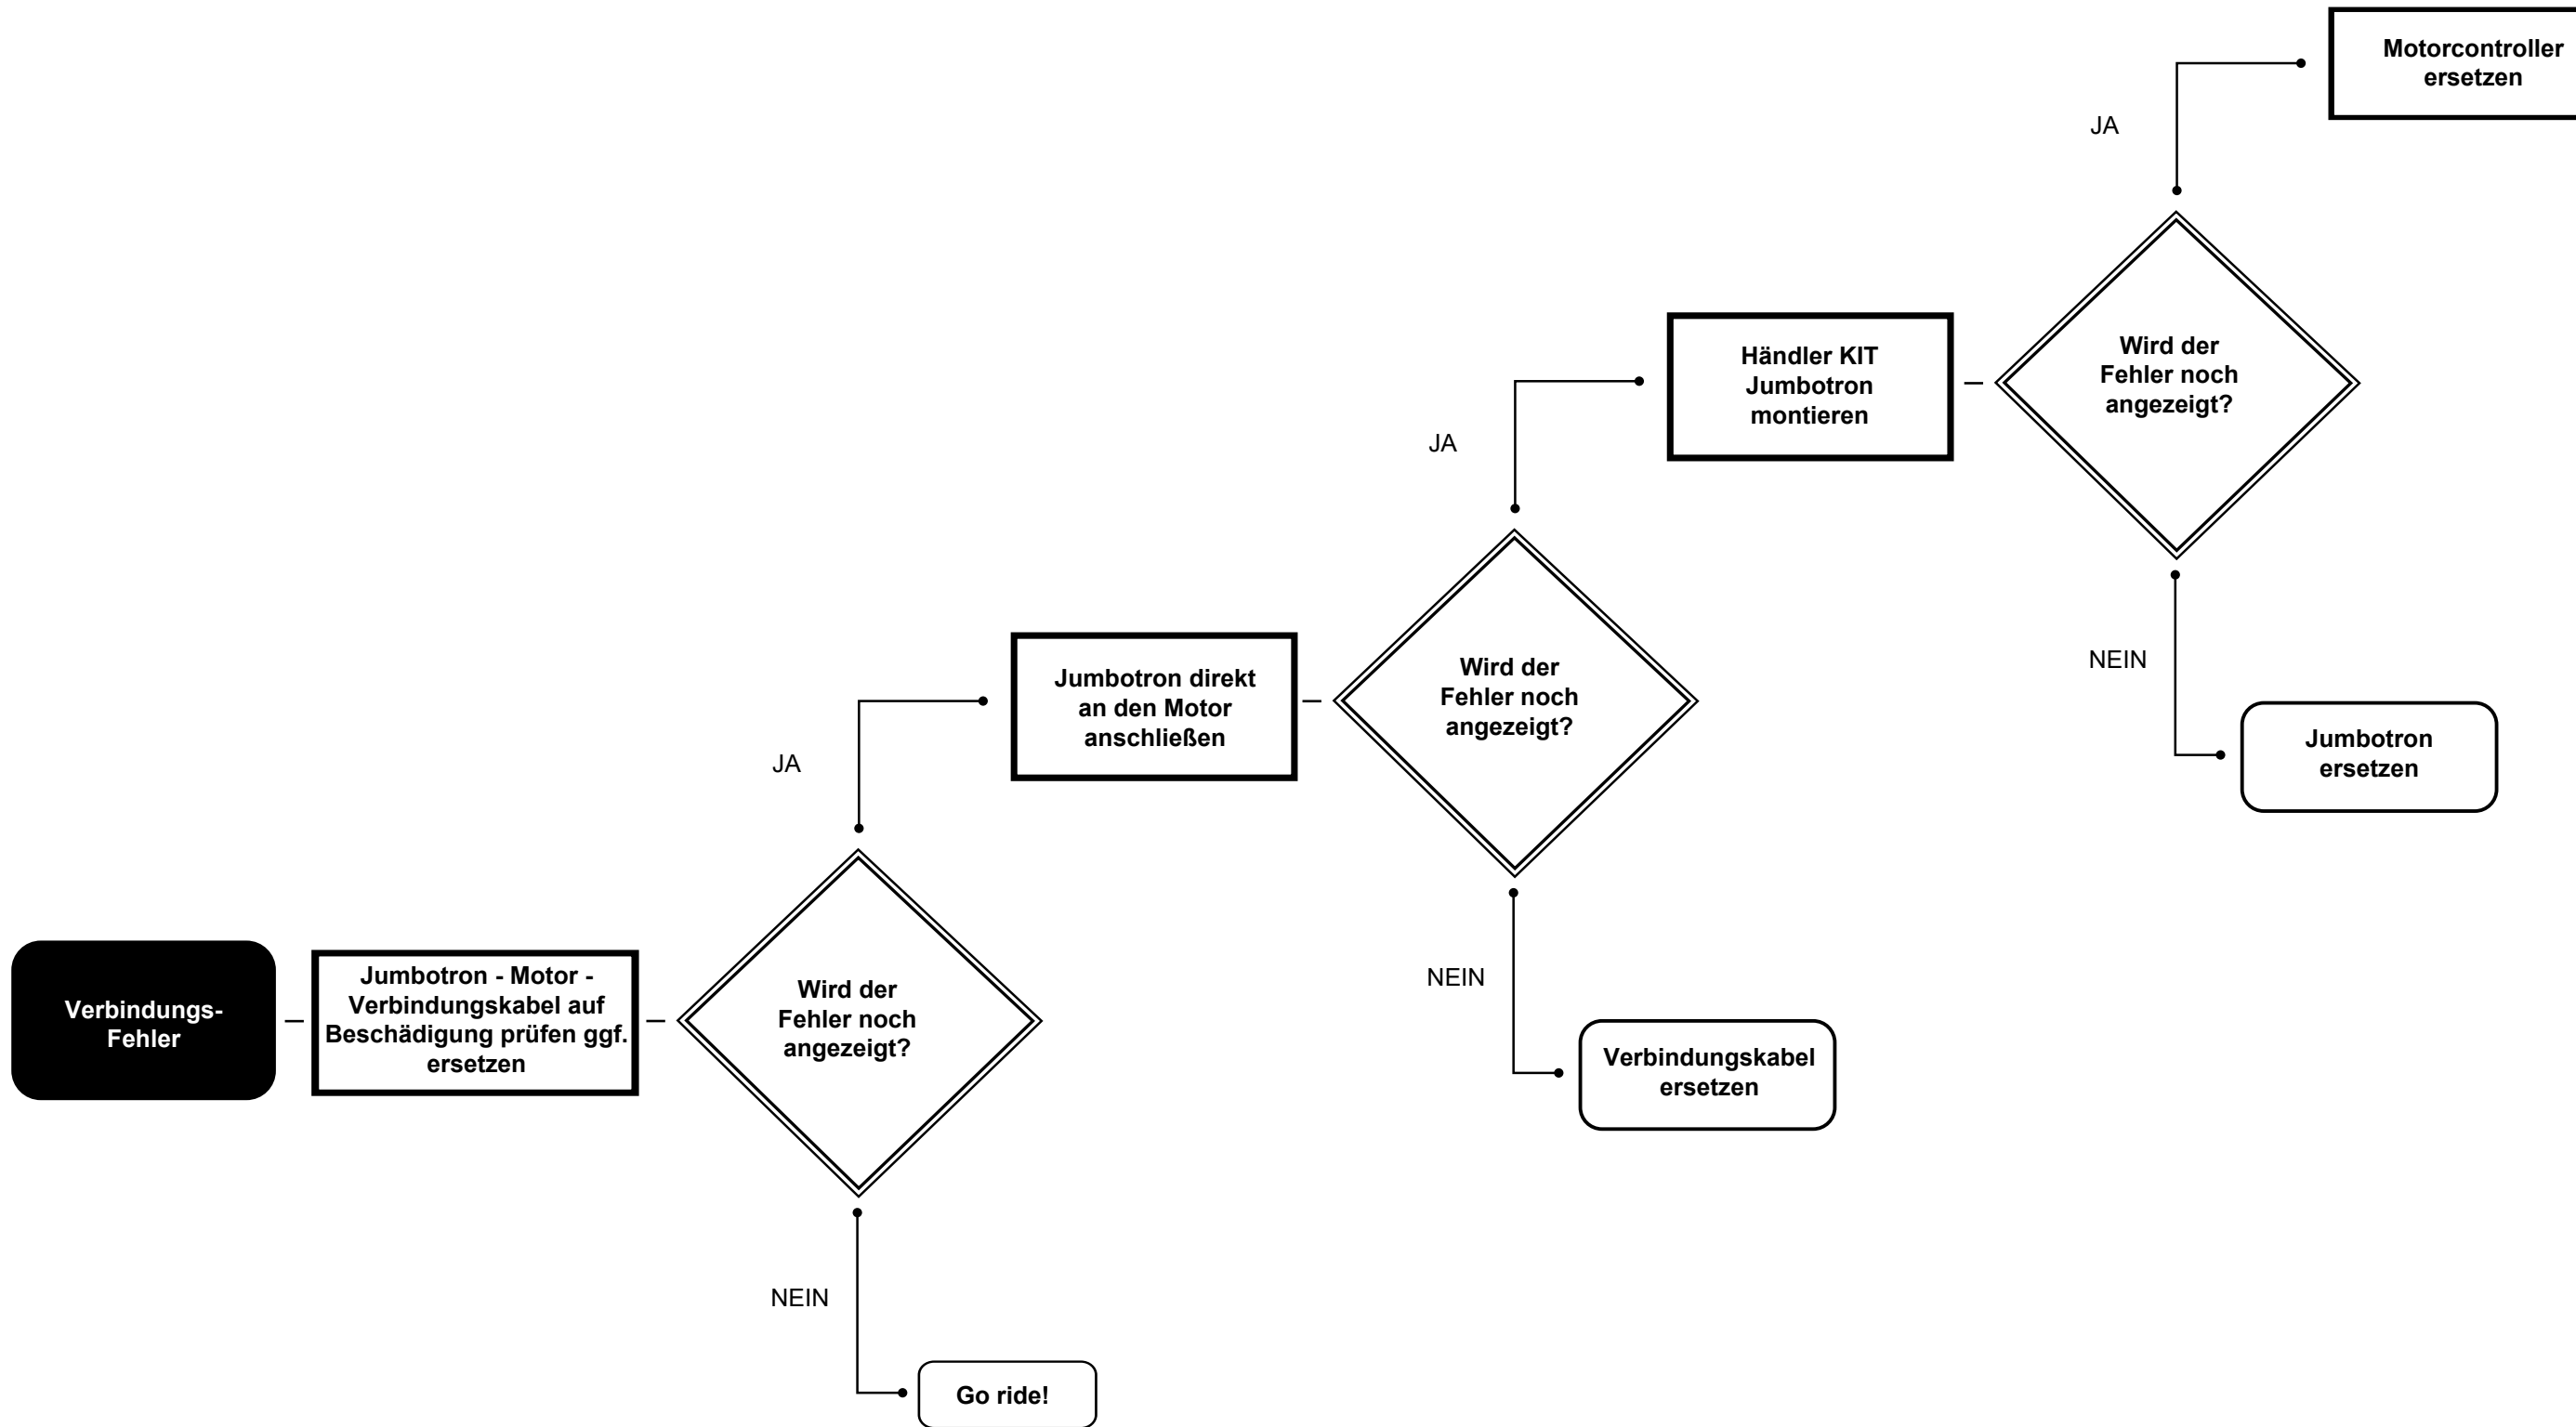 Verbindungs-
Fehler
Jumbotron - Motor -
Verbindungskabel auf
Beschädigung prüfen ggf.
ersetzen
Wird der
Fehler noch
angezeigt?
NEIN
Go ride!
JA
Jumbotron direkt
an den Motor
anschließen
Wird der
Fehler noch
angezeigt?
NEIN
Verbindungskabel
ersetzen
JA
Händler KIT
Jumbotron
montieren
Wird der
Fehler noch
angezeigt?
NEIN
Jumbotron
ersetzen
JA
Motorcontroller
ersetzen